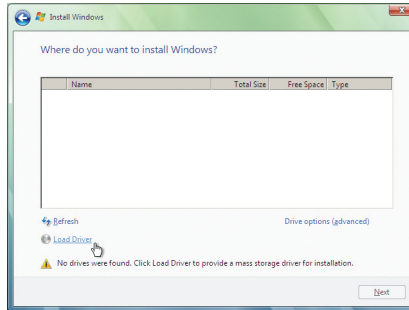 Install Windows
Where do you want to install Windows?
Name Total Size Free Space Type
Refresh Drive options (advanced)
Load Driver
No drives were found. Click Load Driver to provide a mass storage driver for installation.
Next